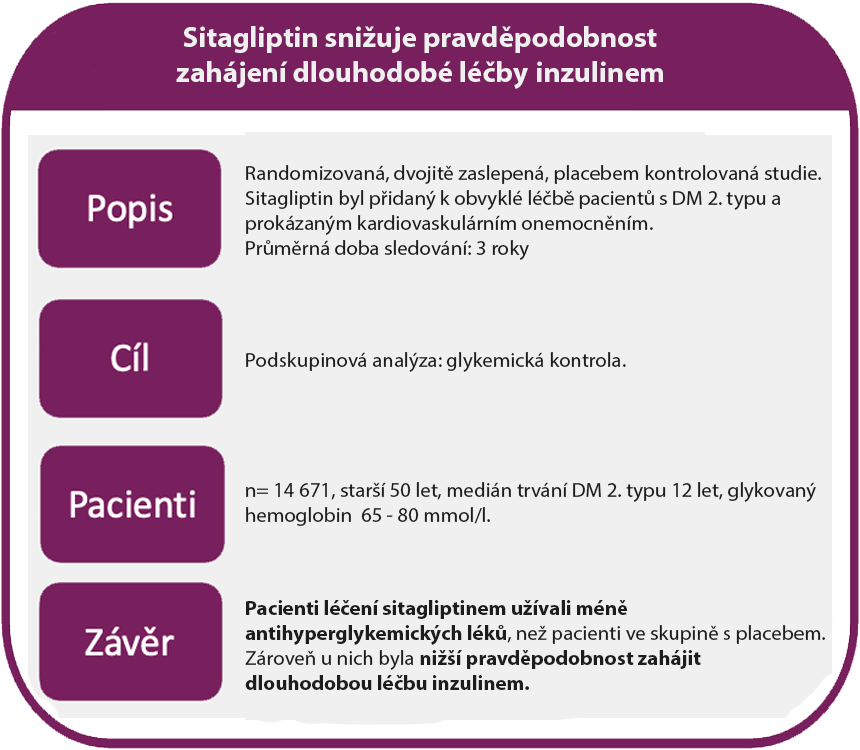 Sitagliptin snižuje pravděpodobnost
zahájení dlouhodobé léčby inzulinem
Popis
Randomizovaná, dvojitě zaslepená, placebem kontrolovaná studie.
Sitagliptin byl přidaný k obvyklé léčbě pacientů s DM 2. typu a
prokázaným kardiovaskulárním onemocněním.
Průměrná doba sledování: 3 roky
Cíl
Podskupinová analýza: glykemická kontrola.
Pacienti
n= 14 671, starší 50 let, medián trvání DM 2. typu 12 let, glykovaný
hemoglobin 65 - 80 mmol/l.
Závěr
Pacienti léčení sitagliptinem užívali méně
antihyperglykemických léků, než pacienti ve skupině s placebem.
Zároveň u nich byla nižší pravděpodobnost zahájit
dlouhodobou léčbu inzulinem.